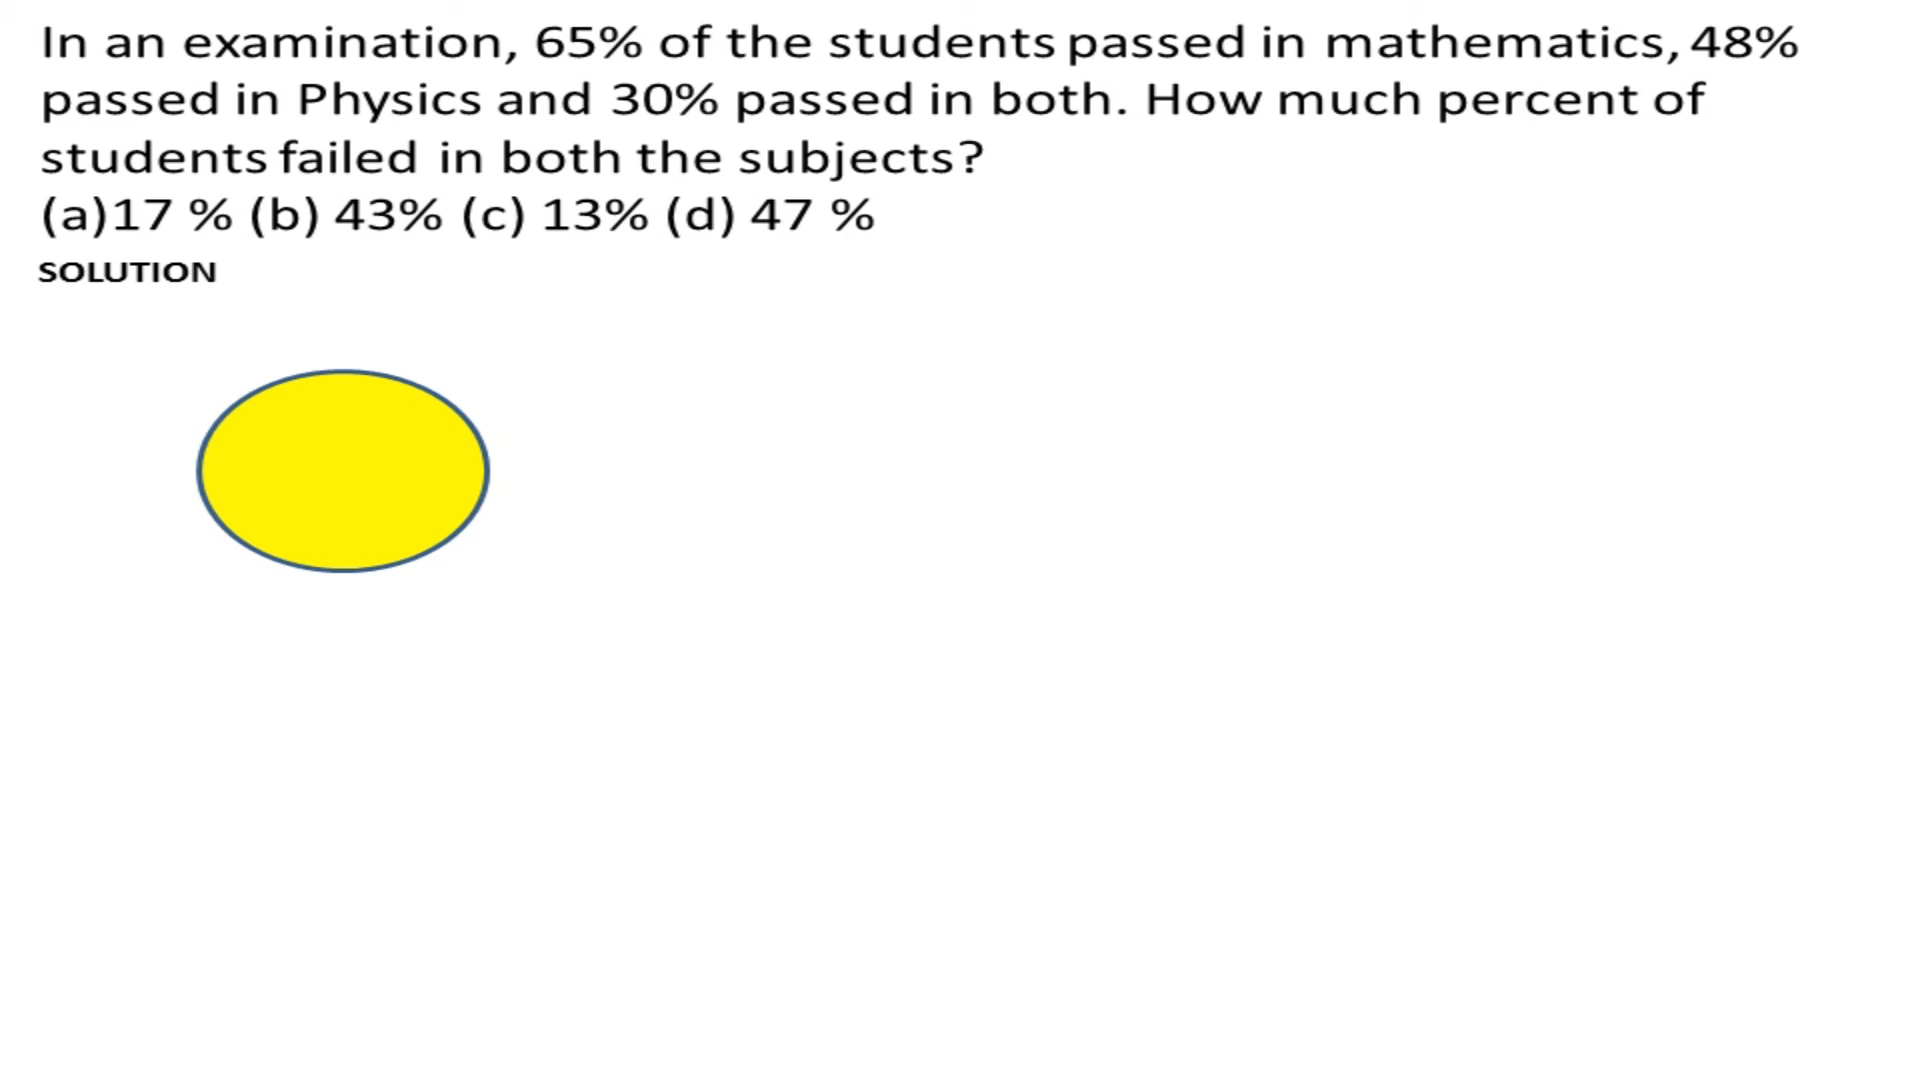 In an examination, 65% of the students passed in mathematics, 48%
passed in Physics and 30% passed in both. How much percent of
students failed in both the subjects?
(a)17 % (b) 43% (c) 13% (d) 47 %
SOLUTION